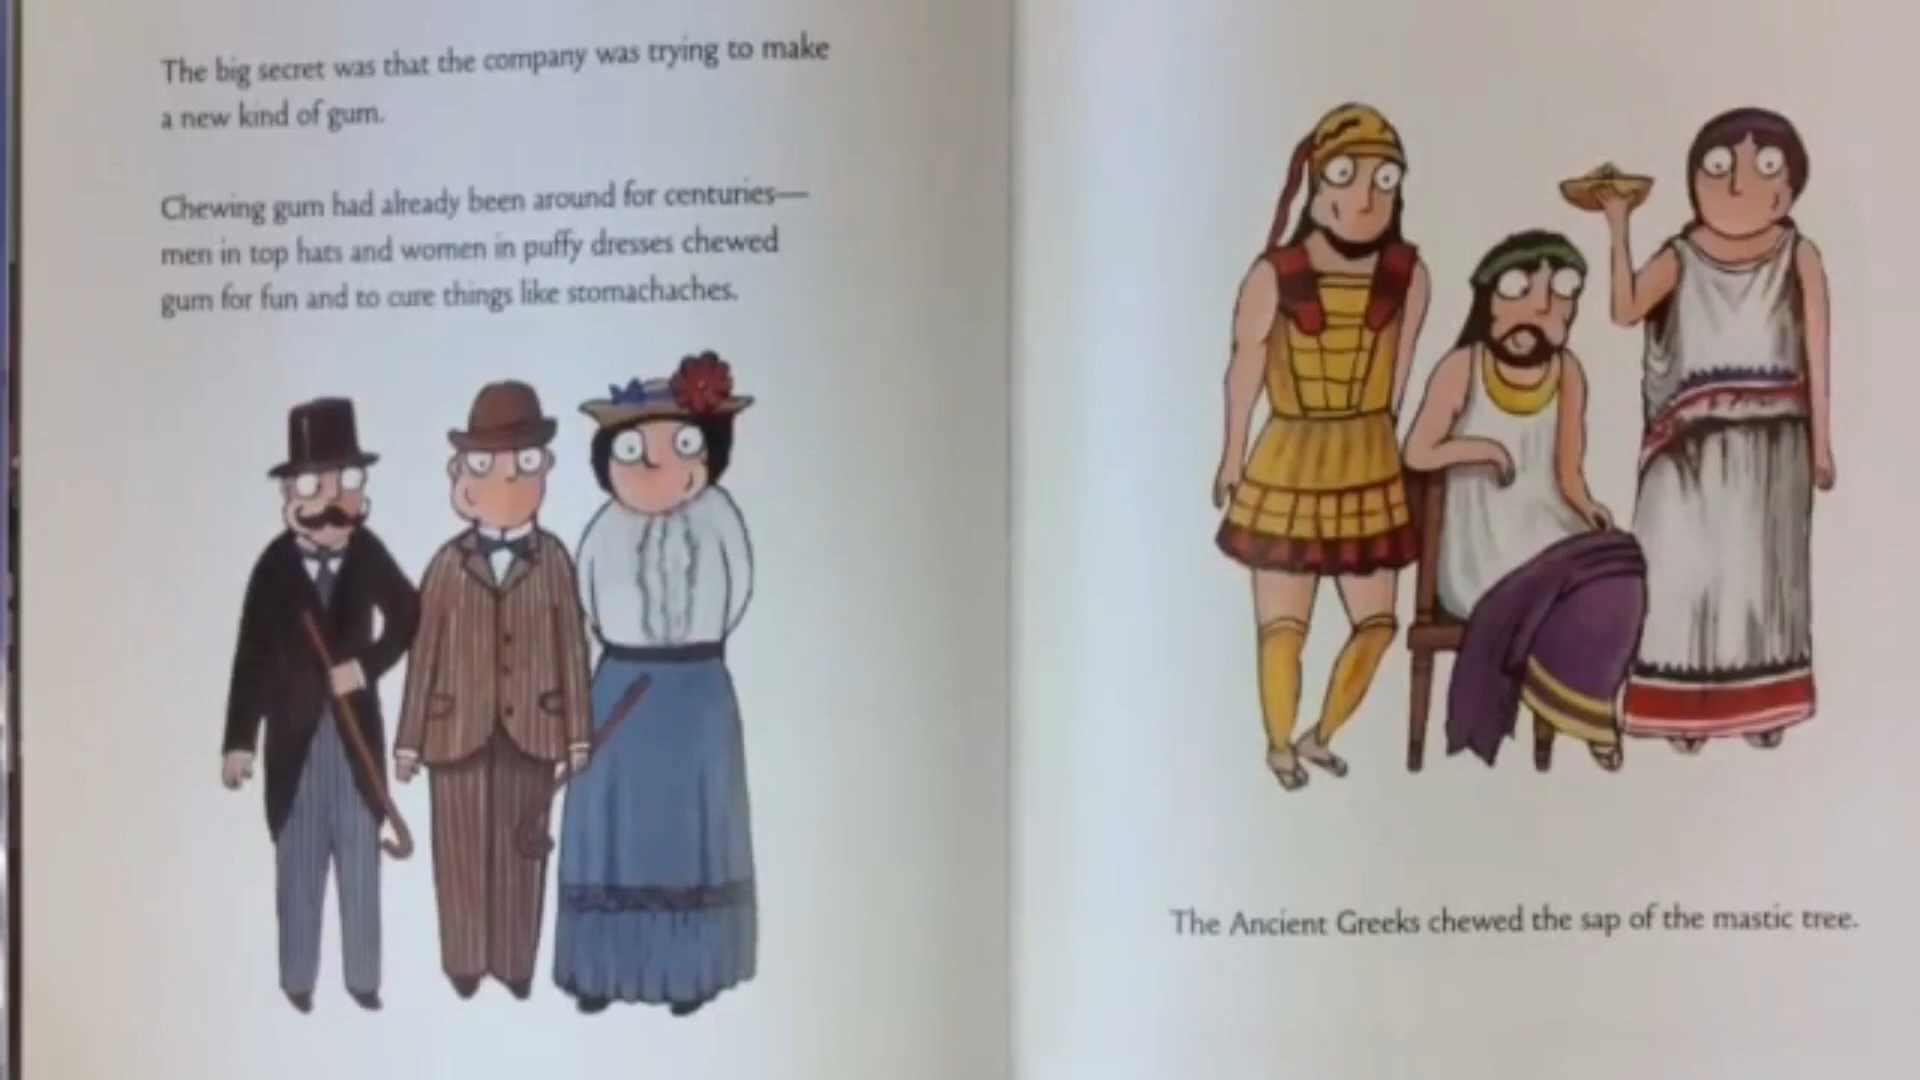 The big secret was that the company was trying to make
a new kind of gum.
Chewing gum had already been around for centuries—
men in top hats and women in puffy dresses chewed
gum for fun and to cure things like stomachaches.
The Ancient Greeks chewed the sap of the mastic tree.